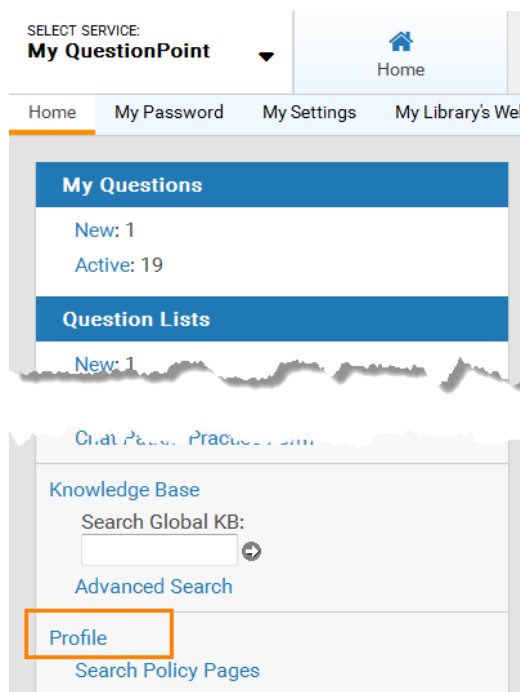 SELECT SERVICE:
My QuestionPoint
Home
Home My Password My Settings My Library's We
My Questions
New: 1
Active: 19
Question Lists
New: 1
Chat
Knowledge Base
Search Global KB:
Advanced Search
Profile
Search Policy Pages